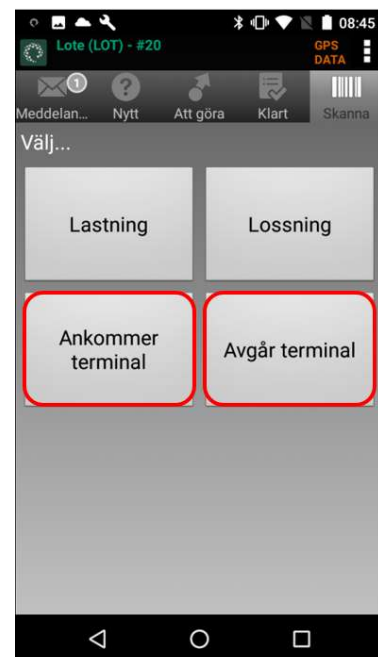 08:45
Lote (LOT) - #20
GPS
DATA
1
Meddelan... Nytt Att göra Klart Skanna
Välj...
Lastning Lossning
Ankommer
terminal
Avgår terminal